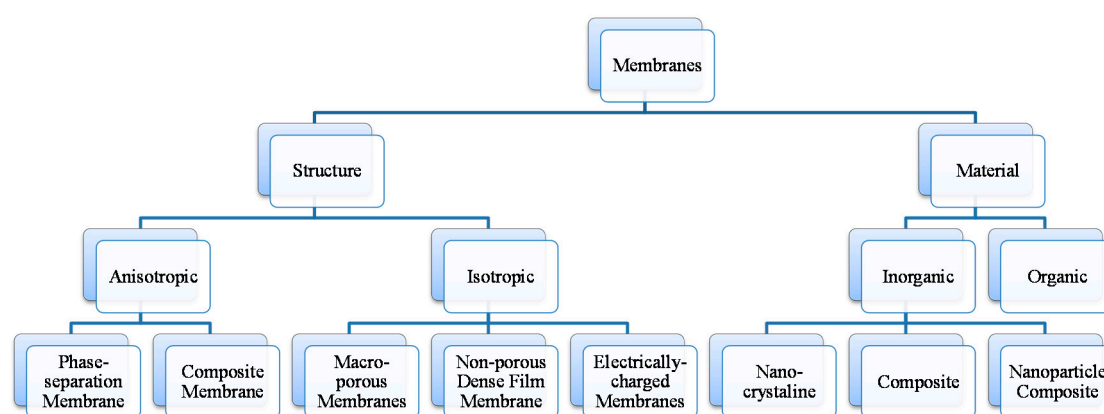 Membranes
Structure
Material
Anisotropic
Isotropic
Inorganic
Organic
Phase-
separation
Membrane
Composite
Membrane
Macro-
porous
Membranes
Non-porous
Dense Film
Membrane
Electrically-
charged
Membranes
Nano-
crystaline
Composite
Nanoparticle
Composite